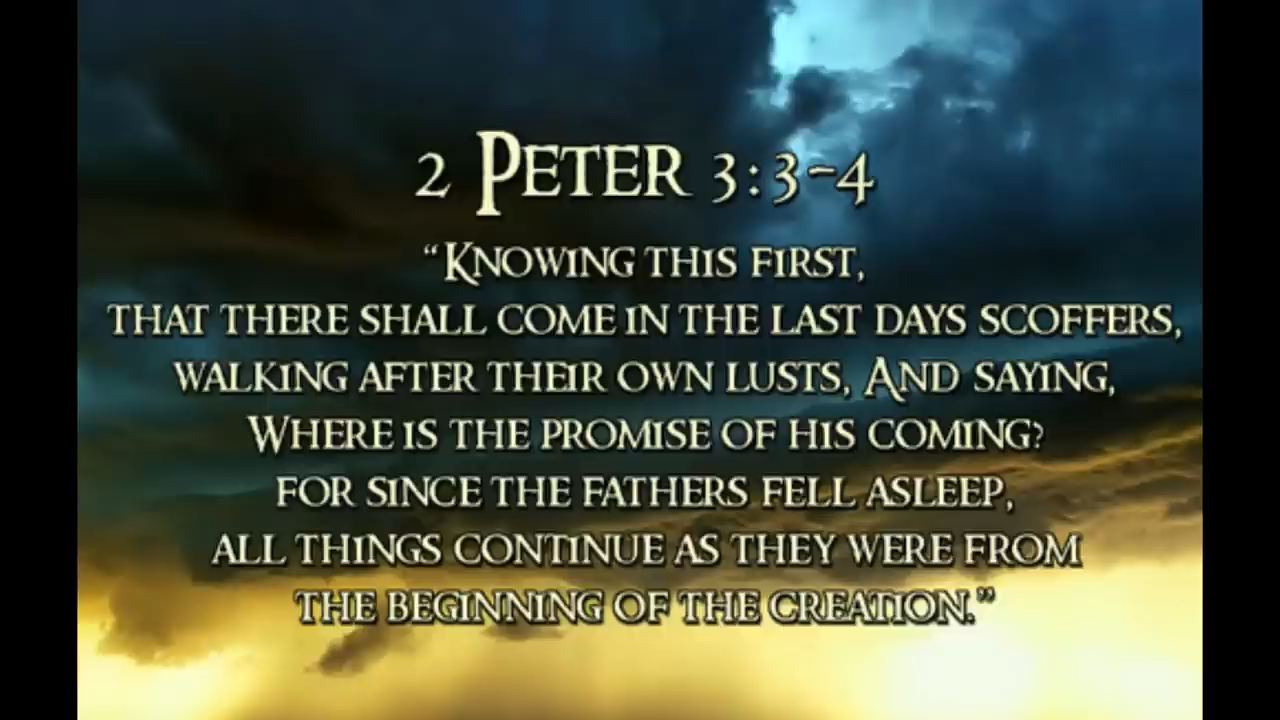 2 PETER 3:3-4
“KNOWING THIS FIRST,
THAT THERE SHALL COME IN THE LAST DAYS SCOFFERS,
WALKING AFTER THEIR OWN LUSTS, AND SAYING,
WHERE IS THE PROMISE OF HIS COMING?
FOR SINCE THE FATHERS FELL ASLEEP,
ALL THINGS CONTINUE AS THEY WERE FROM
THE BEGINNING OF THE CREATION.”